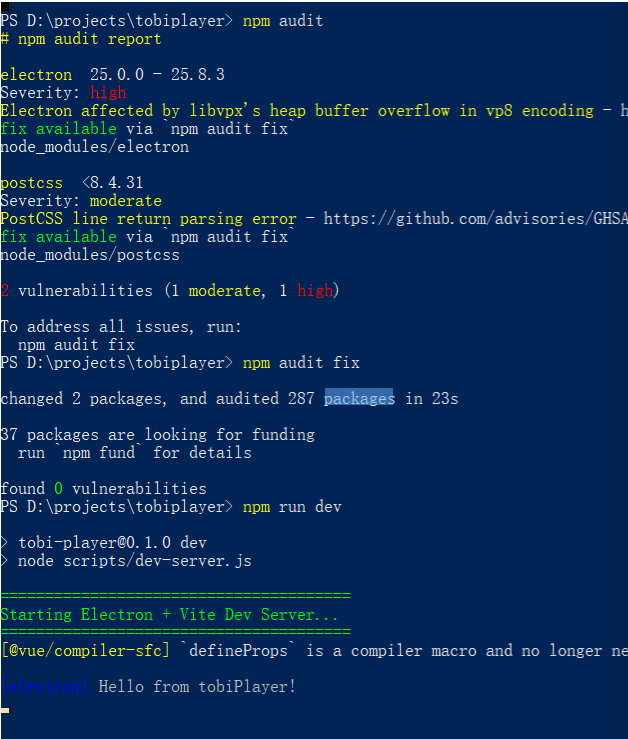 PS D:\projects\tobiplayer> npm audit
# npm audit report
electron  25.0.0 - 25.8.3
Severity: high
Electron affected by libvpx's heap buffer overflow in vp8 encoding - h
fix available via `npm audit fix`
node_modules/electron
postcss  <8.4.31
Severity: moderate
PostCSS line return parsing error - https://github.com/advisories/GHSA
fix available via `npm audit fix`
node_modules/postcss
2 vulnerabilities (1 moderate, 1 high)
To address all issues, run:
  npm audit fix
PS D:\projects\tobiplayer> npm audit fix
changed 2 packages, and audited 287 packages in 23s
37 packages are looking for funding
  run `npm fund` for details
found 0 vulnerabilities
PS D:\projects\tobiplayer> npm run dev
> tobi-player@0.1.0 dev
> node scripts/dev-server.js
=======================================
Starting Electron + Vite Dev Server...
=======================================
[@vue/compiler-sfc] `defineProps` is a compiler macro and no longer ne
[electron] Hello from tobiPlayer!